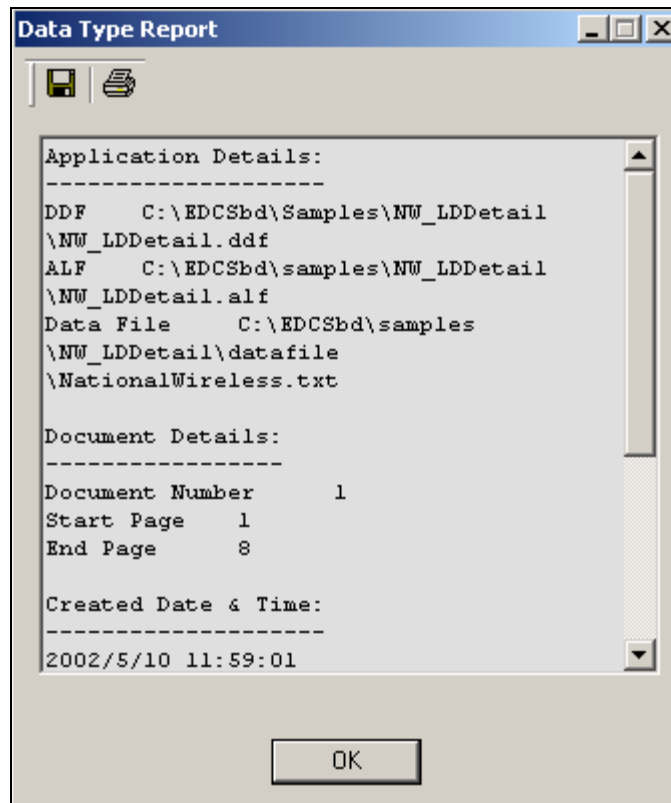 Data Type Report
Application Details:
---------------------
DDF    C:\EDCSbd\Samples\NW_LDDetail
\NW_LDDetail.ddf
ALF    C:\EDCSbd\samples\NW_LDDetail
\NW_LDDetail.alf
Data File     C:\EDCSbd\samples
\NW_LDDetail\datafile
\NationalWireless.txt
Document Details:
------------------
Document Number      1
Start Page   1
End Page     8
Created Date & Time:
---------------------
2002/5/10 11:59:01
OK